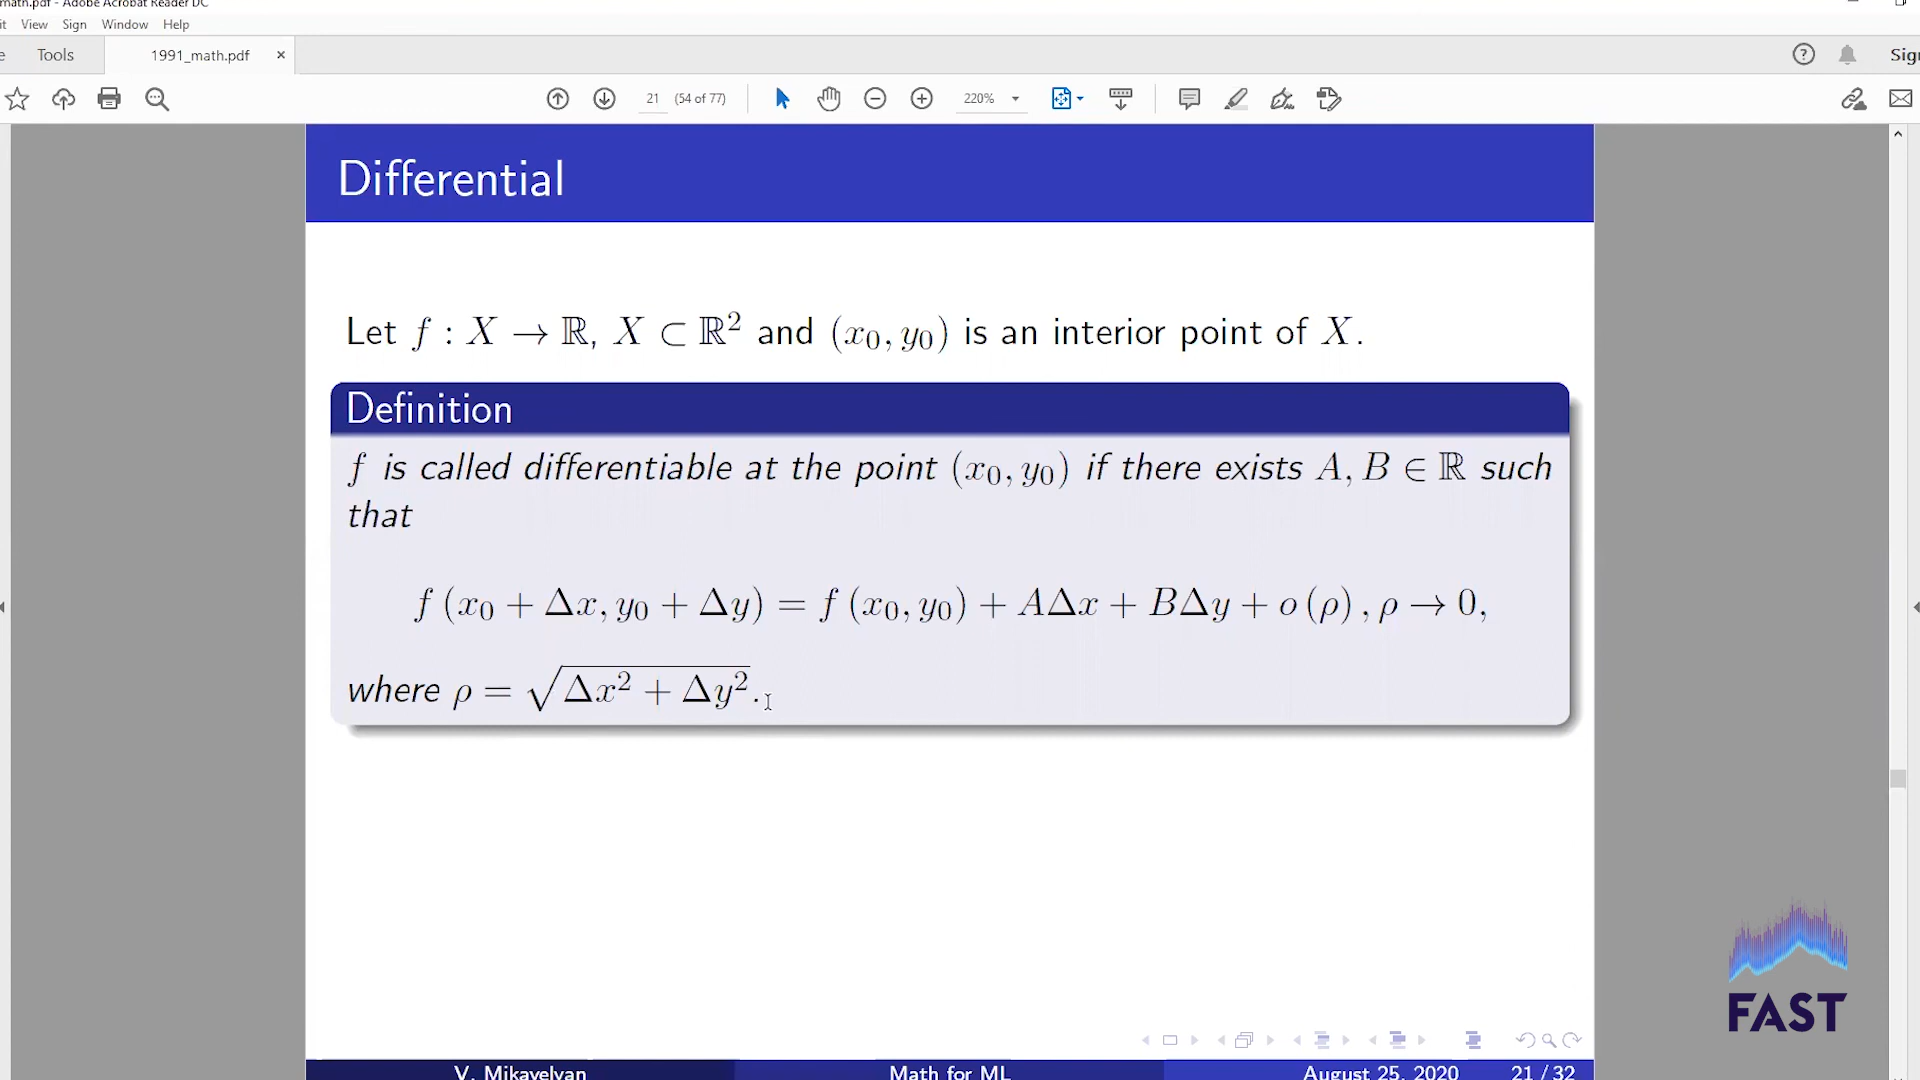 math.pdf - Adobe Acrobat Reader DC
it View Sign Window Help
e Tools 1991_math.pdf × Sig
21 (54 of 77) 220%
Differential
Let f : X → ℝ, X ⊂ ℝ² and (x₀, y₀) is an interior point of X.
Definition
f is called differentiable at the point (x₀, y₀) if there exists A, B ∈ ℝ such
that
f (x₀ + Δx, y₀ + Δy) = f (x₀, y₀) + AΔx + BΔy + o (ρ) , ρ → 0,
where ρ = √(Δx² + Δy²).
FAST
V. Mikayelyan Math for ML August 25, 2020 21 / 32